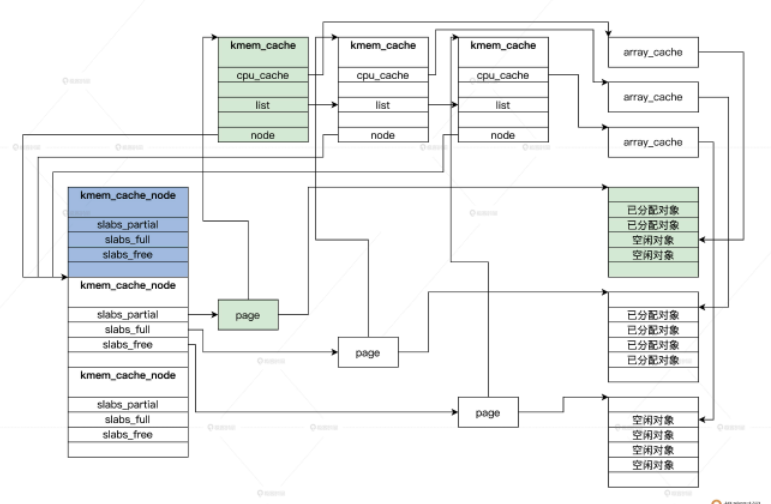 kmem_cache
cpu_cache
list
node
kmem_cache
cpu_cache
list
node
kmem_cache
cpu_cache
list
node
array_cache
array_cache
array_cache
kmem_cache_node
slabs_partial
slabs_full
slabs_free
kmem_cache_node
slabs_partial
slabs_full
slabs_free
kmem_cache_node
slabs_partial
slabs_full
slabs_free
page
page
page
已分配对象
已分配对象
空闲对象
空闲对象
已分配对象
已分配对象
已分配对象
已分配对象
空闲对象
空闲对象
空闲对象
空闲对象